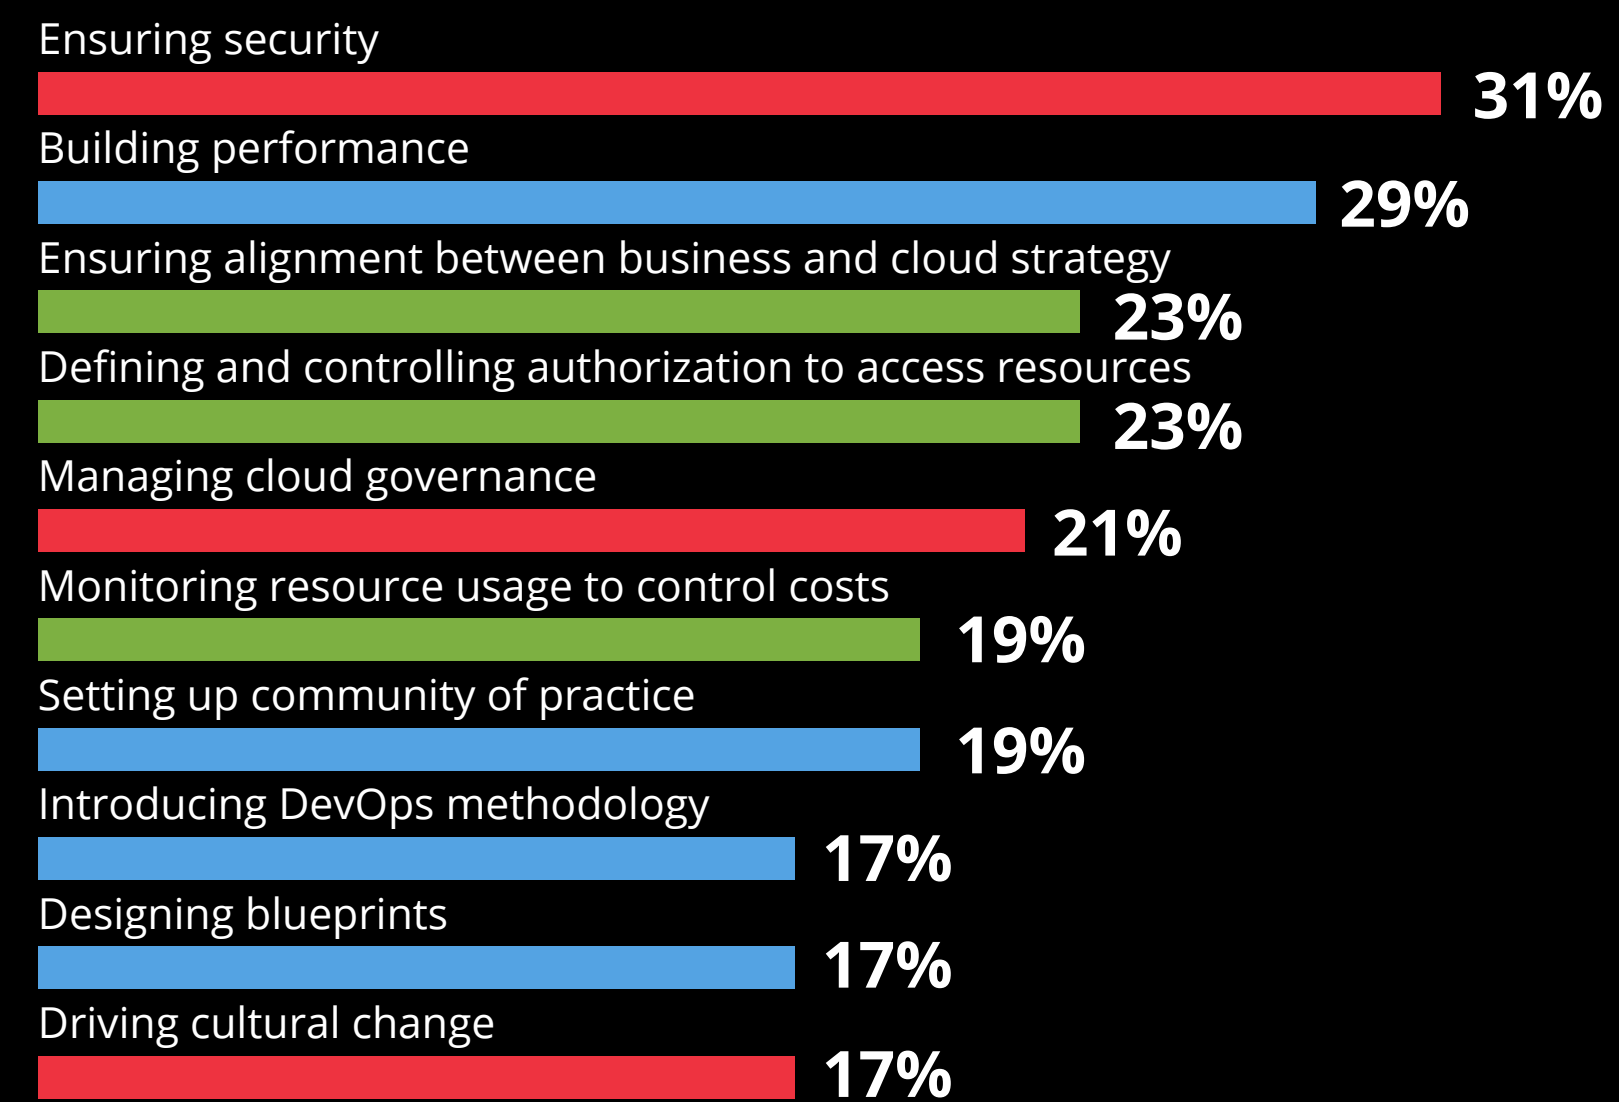 Ensuring security
31%
Building performance
29%
Ensuring alignment between business and cloud strategy
23%
Defining and controlling authorization to access resources
23%
Managing cloud governance
21%
Monitoring resource usage to control costs
19%
Setting up community of practice
19%
Introducing DevOps methodology
17%
Designing blueprints
17%
Driving cultural change
17%